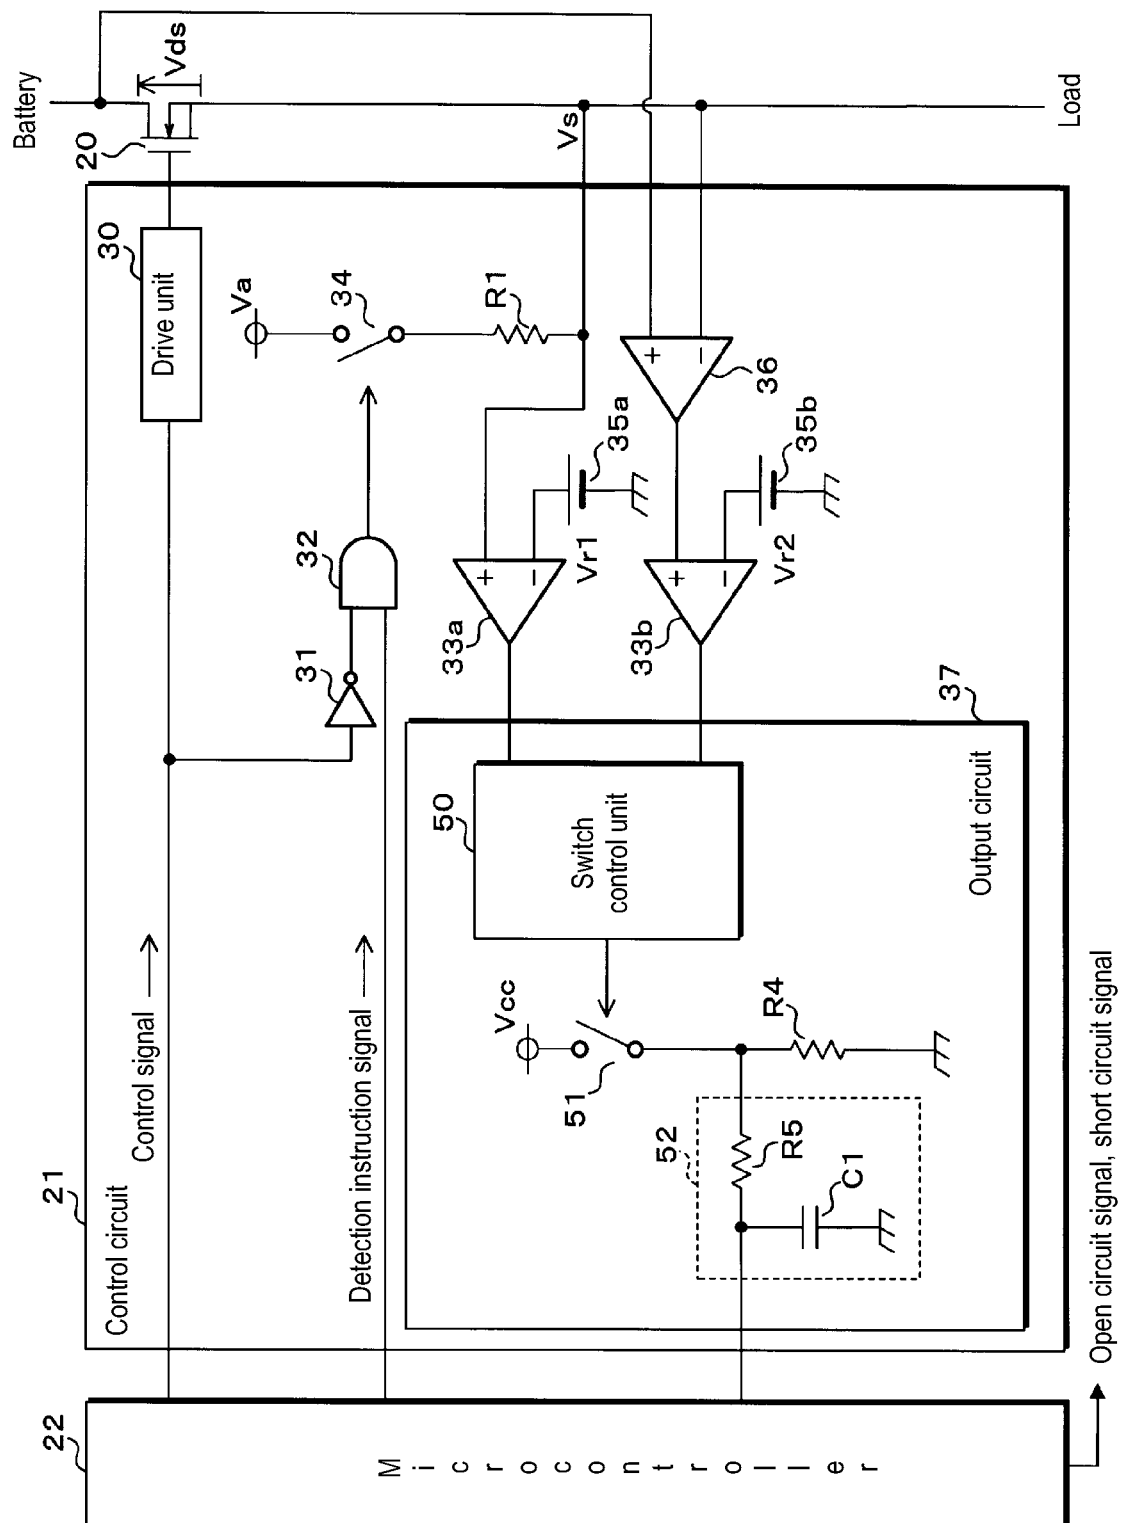 22
Microcontroller
21
Control circuit
Control signal
Detection instruction signal
30
Drive unit
20
Battery
Vds
31
32
Va
34
R1
Vs
Load
33a
+
−
Vr1
35a
33b
+
−
Vr2
35b
+
−
36
37
Output circuit
50
Switch
control unit
Vcc
51
R4
52
R5
C1
Open circuit signal, short circuit signal